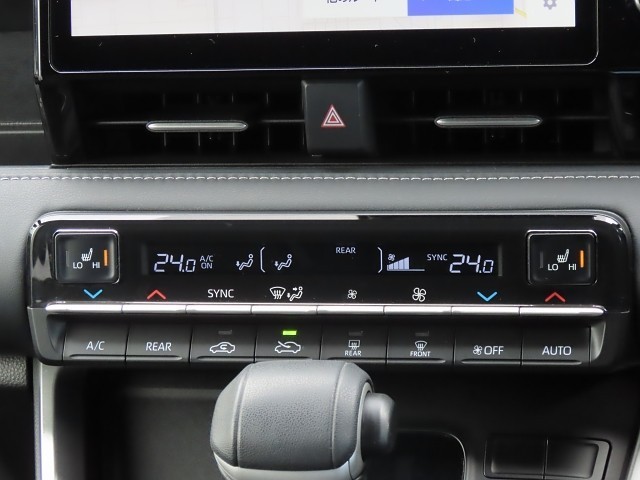 REAR
LO HI
24.0 A/C ON
SYNC 24.0
LO HI
SYNC
A/C
REAR
REAR
FRONT
OFF
AUTO